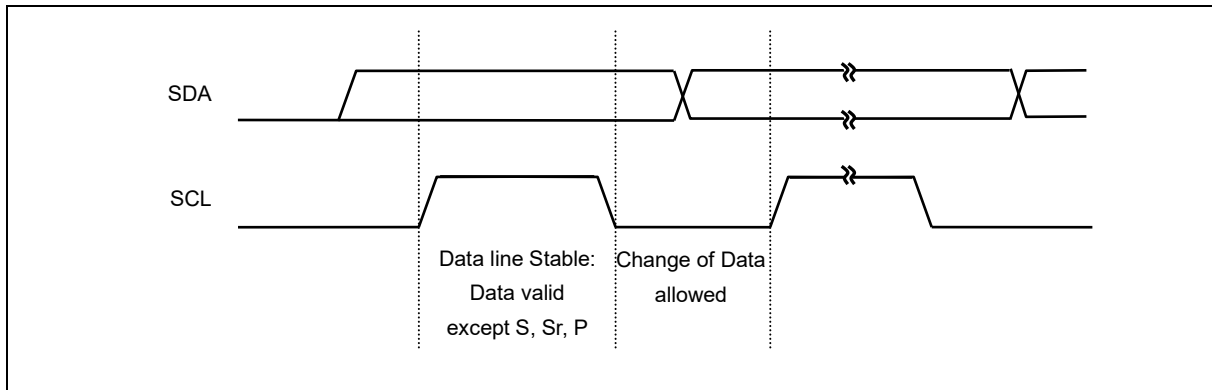 SDA
SCL
Data line Stable:
Data valid
except S, Sr, P
Change of Data
allowed